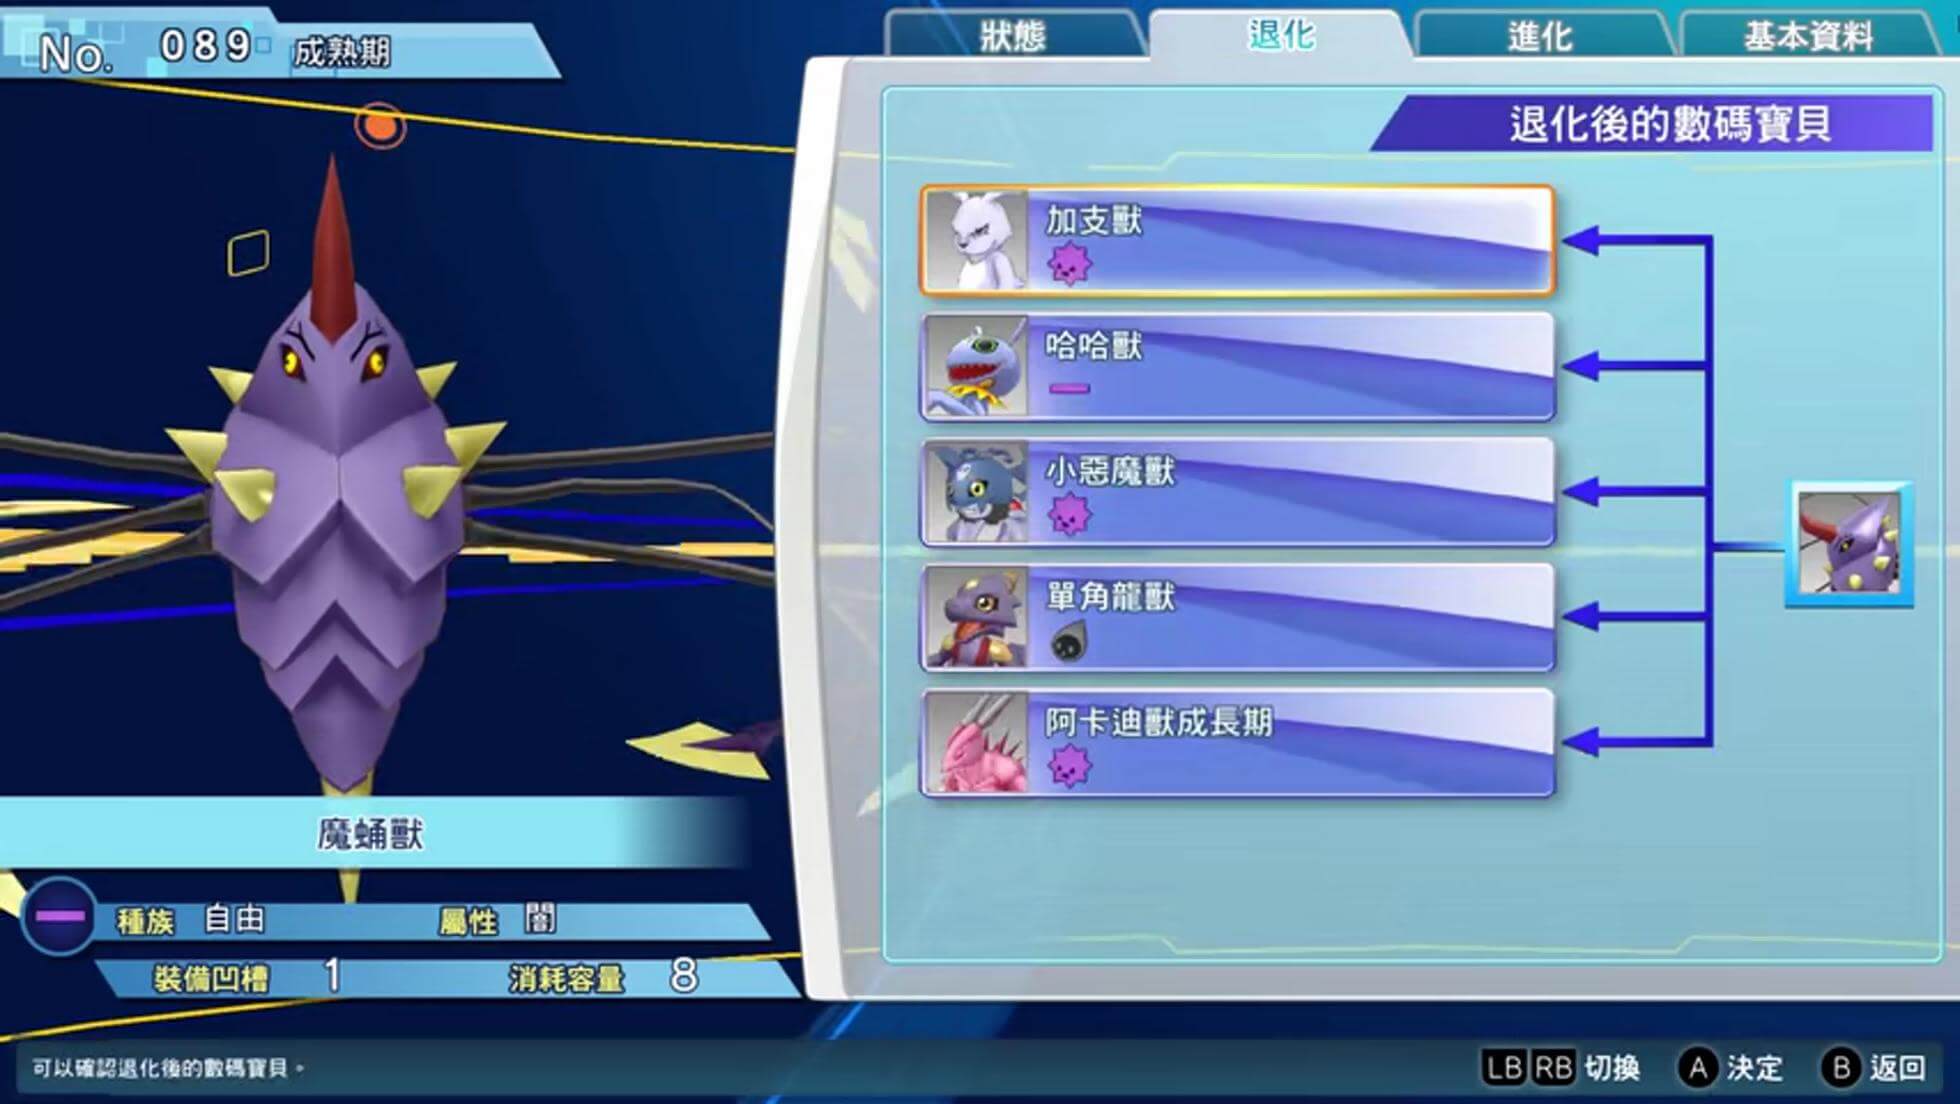 No. 089 成熟期
狀態 退化 進化 基本資料
退化後的數碼寶貝
加支獸
哈哈獸
小惡魔獸
單角龍獸
阿卡迪獸成長期
魔蛹獸
種族 自由 屬性 闇
裝備凹槽 1 消耗容量 8
可以確認退化後的數碼寶貝。
LB RB 切換 A 決定 B 返回